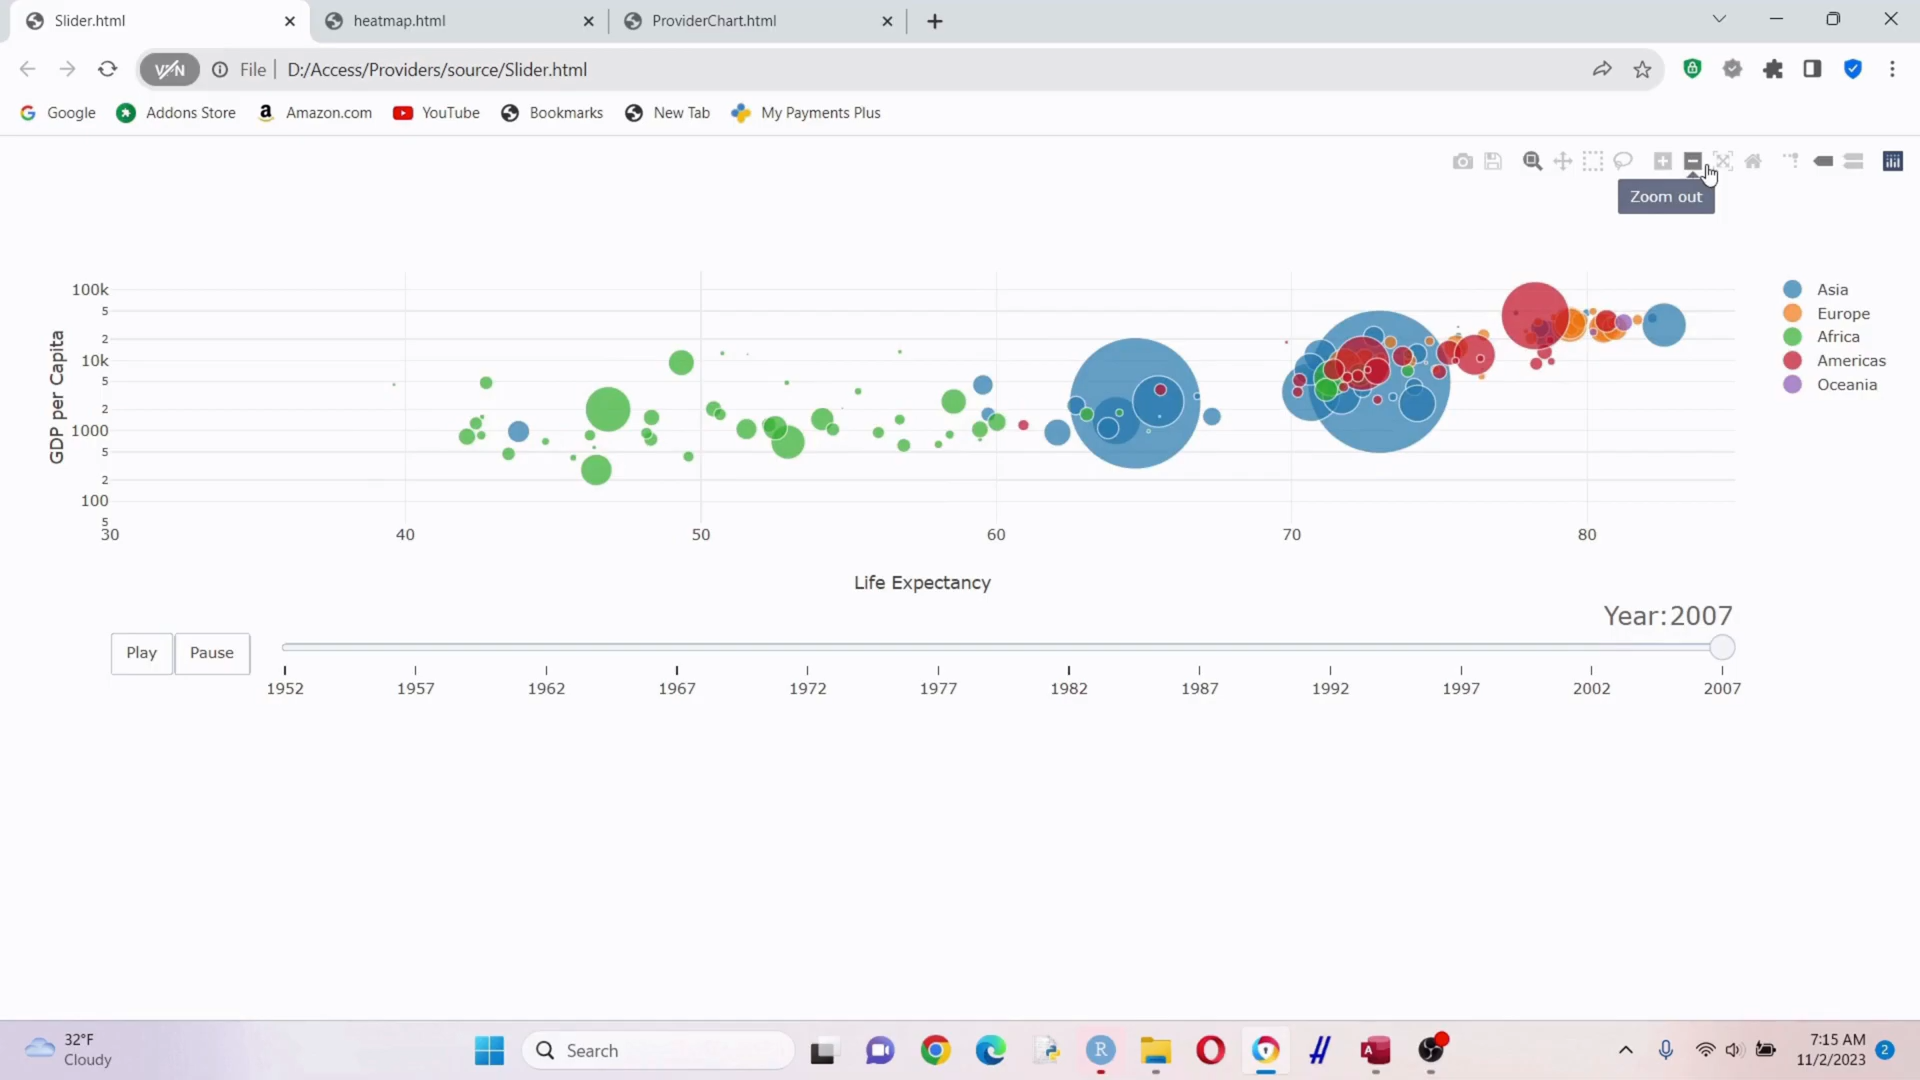 Slider.html
heatmap.html
ProviderChart.html
VPN
File
D:/Access/Providers/source/Slider.html
Google
Addons Store
Amazon.com
YouTube
Bookmarks
New Tab
My Payments Plus
Zoom out
GDP per Capita
100k
5
2
10k
5
2
1000
5
2
100
5
30
40
50
60
70
80
Life Expectancy
Asia
Europe
Africa
Americas
Oceania
Year:2007
Play
Pause
1952
1957
1962
1967
1972
1977
1982
1987
1992
1997
2002
2007
32°F
Cloudy
Search
7:15 AM
11/2/2023
2